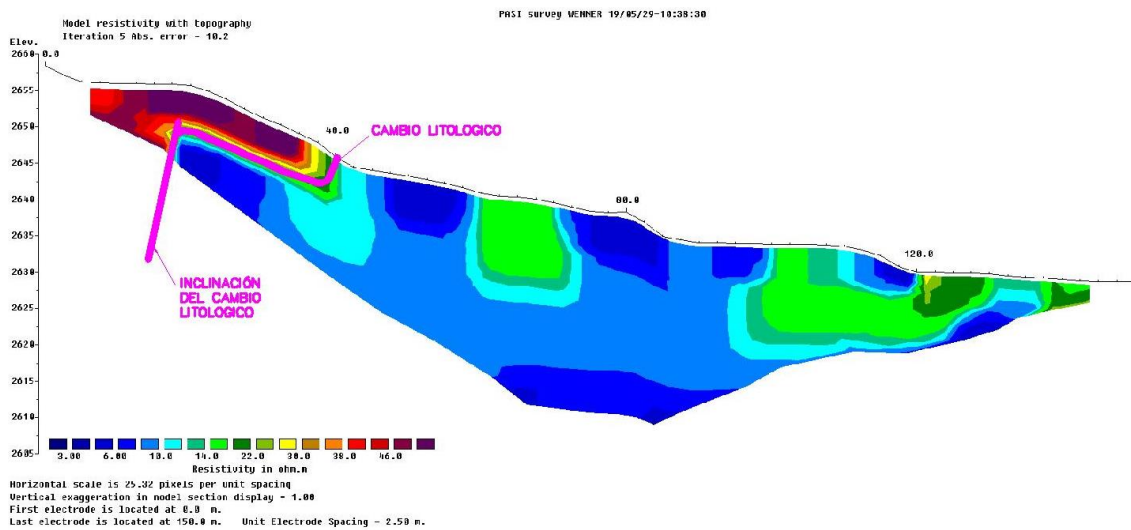 PASI survey WENNER 19/05/29-10:38:30
Model resistivity with topography
Iteration 5 Abs. error - 10.2
Elev.
2660
0.0
2655
2650
40.0
CAMBIO LITOLOGICO
2645
2640
80.0
2635
2630
120.0
INCLINACIÓN
DEL CAMBIO
LITOLOGICO
2625
2620
2615
2610
2605
3.00 6.00 10.0 14.0 22.0 30.0 38.0 46.0
Resistivity in ohm.m
Horizontal scale is 25.32 pixels per unit spacing
Vertical exaggeration in model section display - 1.00
First electrode is located at 0.0 m.
Last electrode is located at 150.0 m. Unit Electrode Spacing - 2.50 m.